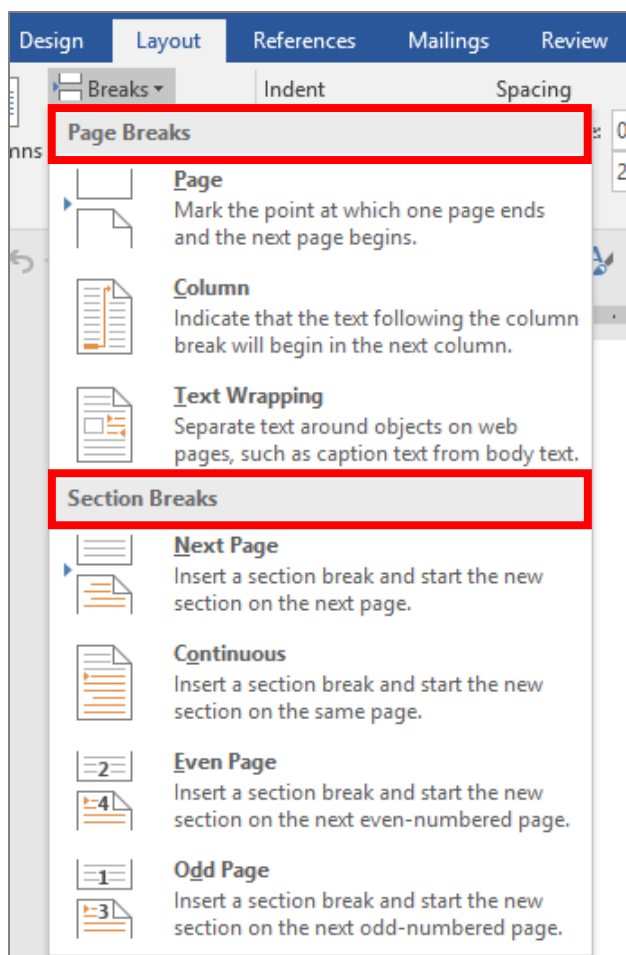 Design Layout References Mailings Review
Breaks Indent Spacing
Page Breaks
Page
Mark the point at which one page ends
and the next page begins.
Column
Indicate that the text following the column
break will begin in the next column.
Text Wrapping
Separate text around objects on web
pages, such as caption text from body text.
Section Breaks
Next Page
Insert a section break and start the new
section on the next page.
Continuous
Insert a section break and start the new
section on the same page.
2
4
Even Page
Insert a section break and start the new
section on the next even-numbered page.
1
3
Odd Page
Insert a section break and start the new
section on the next odd-numbered page.